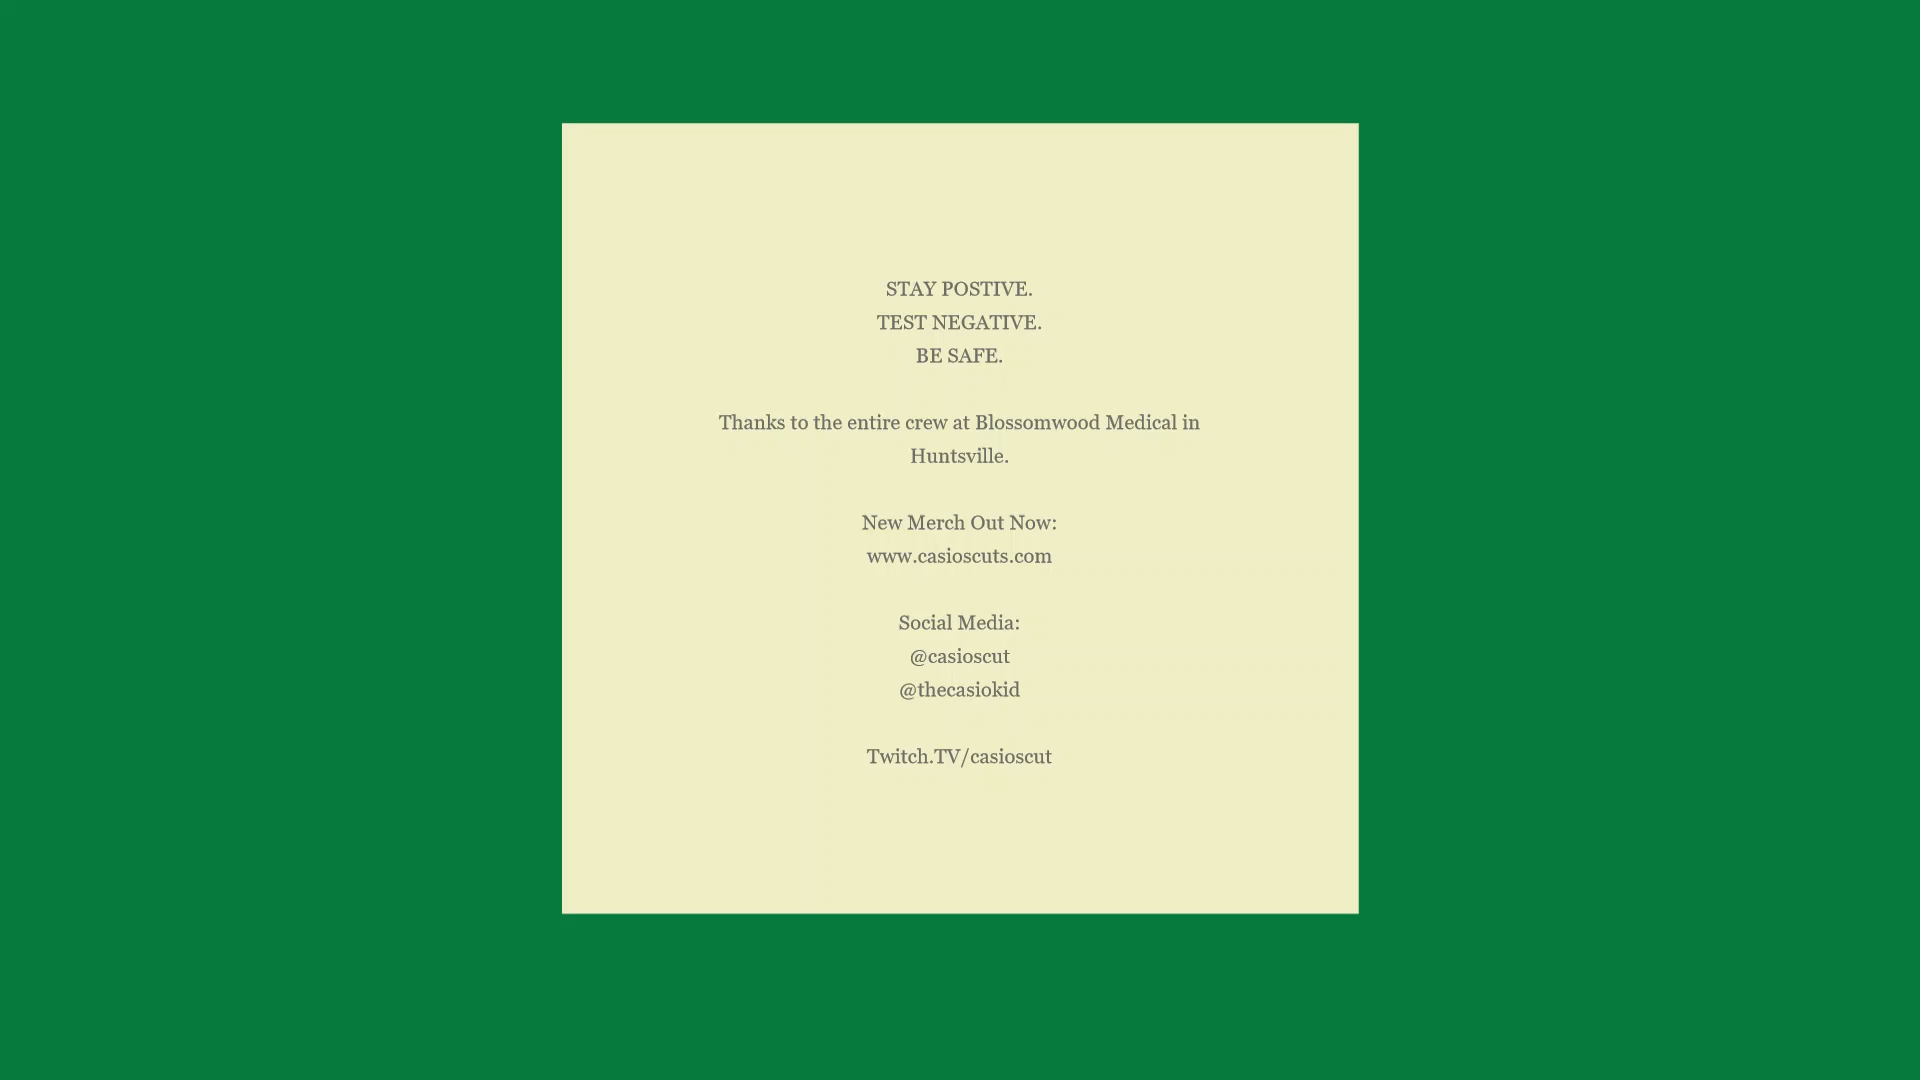 STAY POSTIVE.
TEST NEGATIVE.
BE SAFE.
Thanks to the entire crew at Blossomwood Medical in
Huntsville.
New Merch Out Now:
www.casioscuts.com
Social Media:
@casioscut
@thecasiokid
Twitch.TV/casioscut